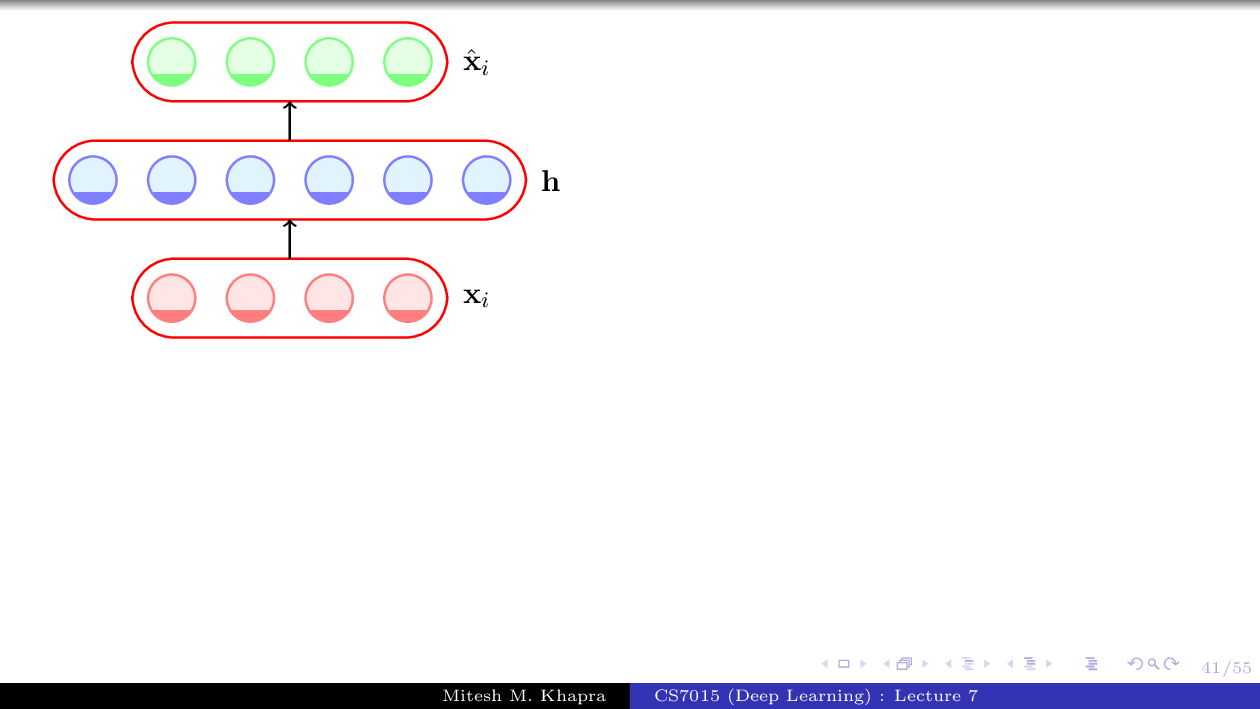 x̂ᵢ
h
xᵢ
41/55
Mitesh M. Khapra
CS7015 (Deep Learning) : Lecture 7